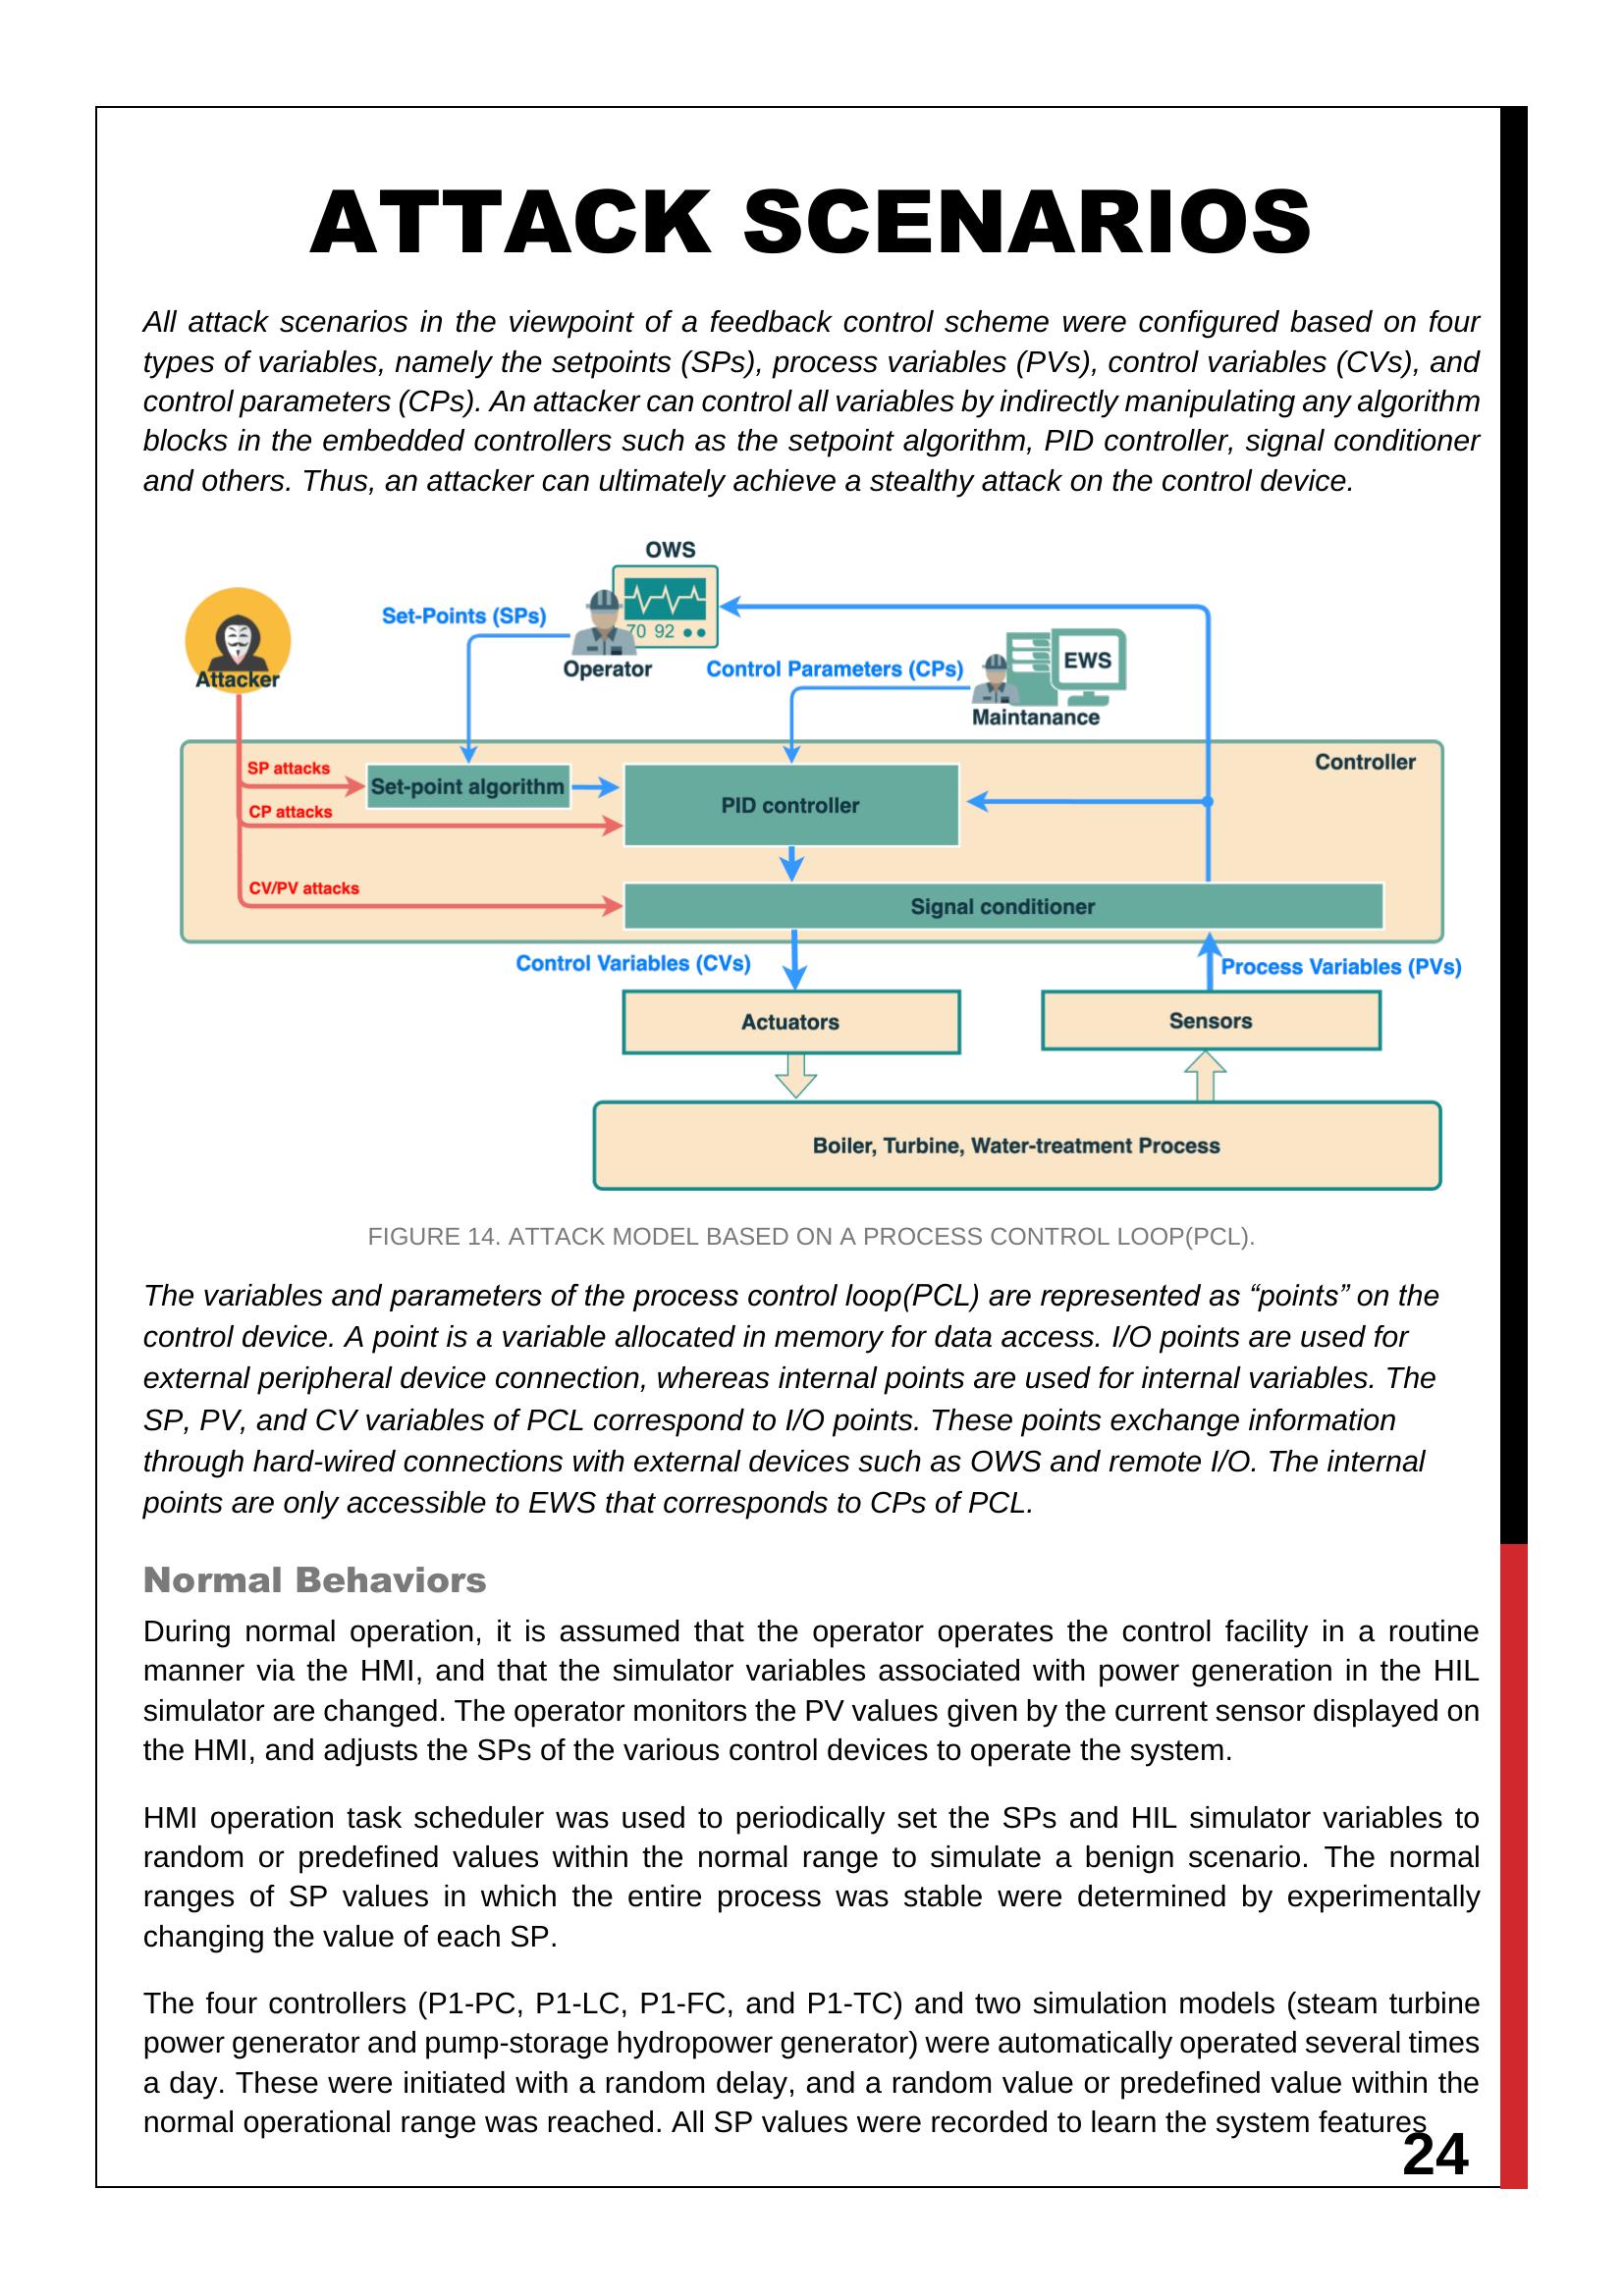 ATTACK SCENARIOS
All attack scenarios in the viewpoint of a feedback control scheme were configured based on four
types of variables, namely the setpoints (SPs), process variables (PVs), control variables (CVs), and
control parameters (CPs). An attacker can control all variables by indirectly manipulating any algorithm
blocks in the embedded controllers such as the setpoint algorithm, PID controller, signal conditioner
and others. Thus, an attacker can ultimately achieve a stealthy attack on the control device.
OWS
Set-Points (SPs)
70 92
Operator
Attacker
Control Parameters (CPs)
EWS
Maintanance
Controller
SP attacks
Set-point algorithm
CP attacks
PID controller
CV/PV attacks
Signal conditioner
Control Variables (CVs)
Process Variables (PVs)
Actuators
Sensors
Boiler, Turbine, Water-treatment Process
FIGURE 14. ATTACK MODEL BASED ON A PROCESS CONTROL LOOP(PCL).
The variables and parameters of the process control loop(PCL) are represented as “points” on the
control device. A point is a variable allocated in memory for data access. I/O points are used for
external peripheral device connection, whereas internal points are used for internal variables. The
SP, PV, and CV variables of PCL correspond to I/O points. These points exchange information
through hard-wired connections with external devices such as OWS and remote I/O. The internal
points are only accessible to EWS that corresponds to CPs of PCL.
Normal Behaviors
During normal operation, it is assumed that the operator operates the control facility in a routine
manner via the HMI, and that the simulator variables associated with power generation in the HIL
simulator are changed. The operator monitors the PV values given by the current sensor displayed on
the HMI, and adjusts the SPs of the various control devices to operate the system.
HMI operation task scheduler was used to periodically set the SPs and HIL simulator variables to
random or predefined values within the normal range to simulate a benign scenario. The normal
ranges of SP values in which the entire process was stable were determined by experimentally
changing the value of each SP.
The four controllers (P1-PC, P1-LC, P1-FC, and P1-TC) and two simulation models (steam turbine
power generator and pump-storage hydropower generator) were automatically operated several times
a day. These were initiated with a random delay, and a random value or predefined value within the
normal operational range was reached. All SP values were recorded to learn the system features
24